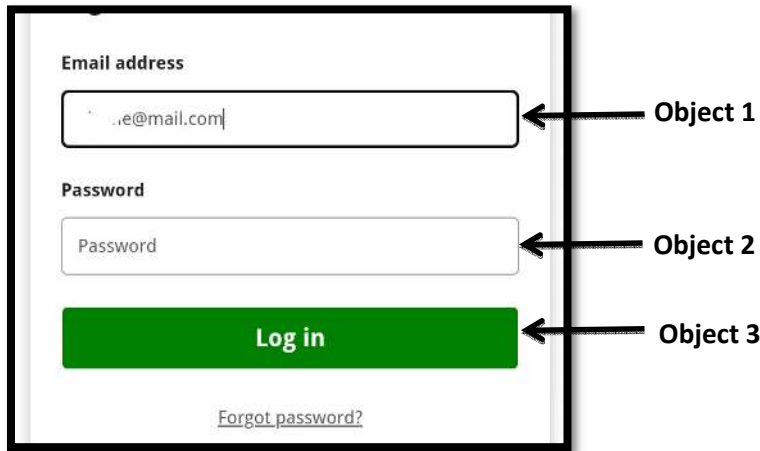 Email address
e@mail.com
Object 1
Password
Password
Object 2
Log in
Object 3
Forgot password?